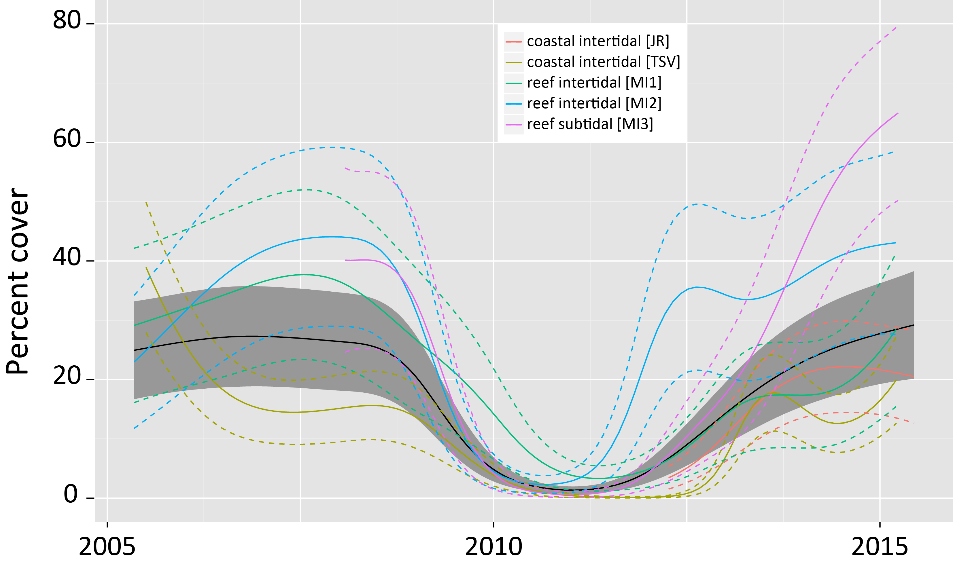 80
60
40
20
0
Percent cover
coastal intertidal [JR]
coastal intertidal [TSV]
reef intertidal [MI1]
reef intertidal [MI2]
reef subtidal [MI3]
2005
2010
2015